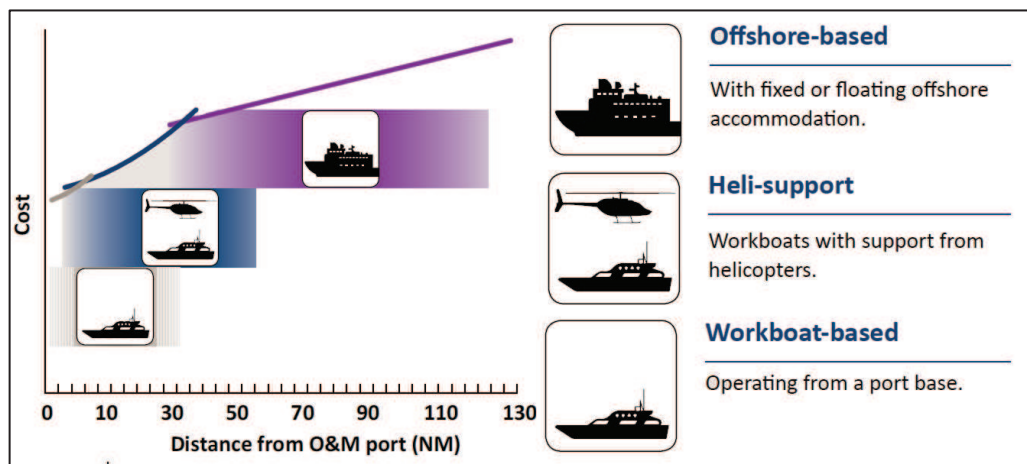 Cost
0 10 30 50 70 90 110 130
Distance from O&M port (NM)
Offshore-based
With fixed or floating offshore
accommodation.
Heli-support
Workboats with support from
helicopters.
Workboat-based
Operating from a port base.